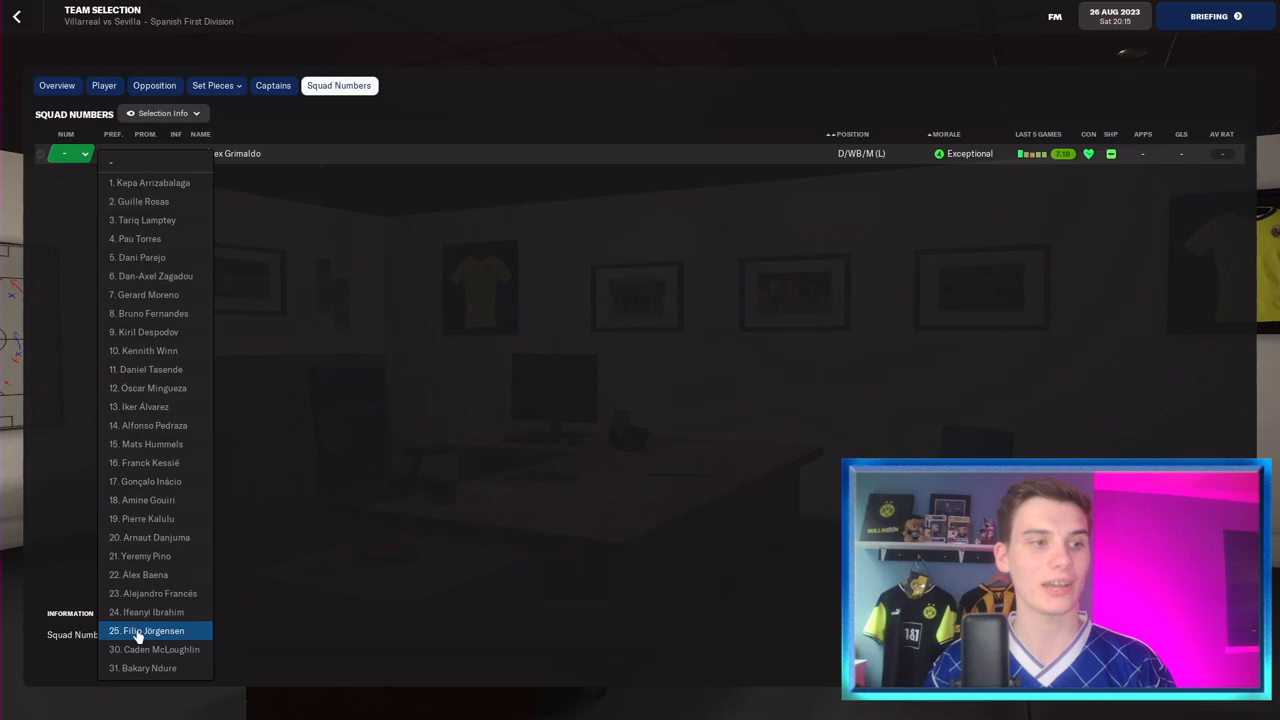 TEAM SELECTION
Villarreal vs Sevilla - Spanish First Division
FM
26 AUG 2023
Sat 20:15
BRIEFING
Overview
Player
Opposition
Set Pieces
Captains
Squad Numbers
SQUAD NUMBERS
Selection Info
NUM PREF. PROM. INF NAME POSITION MORALE LAST 5 GAMES CON SHP APPS GLS AV RAT
- ex Grimaldo D/WB/M (L) Exceptional 7.18 - - -
-
1. Kepa Arrizabalaga
2. Guille Rosas
3. Tariq Lamptey
4. Pau Torres
5. Dani Parejo
6. Dan-Axel Zagadou
7. Gerard Moreno
8. Bruno Fernandes
9. Kiril Despodov
10. Kennith Winn
11. Daniel Tasende
12. Óscar Mingueza
13. Iker Álvarez
14. Alfonso Pedraza
15. Mats Hummels
16. Franck Kessié
17. Gonçalo Inácio
18. Amine Gouiri
19. Pierre Kalulu
20. Arnaut Danjuma
21. Yeremy Pino
22. Álex Baena
23. Alejandro Francés
24. Ifeanyi Ibrahim
25. Filip Jörgensen
30. Caden McLoughlin
31. Bakary Ndure
INFORMATION
Squad Numb
1&1